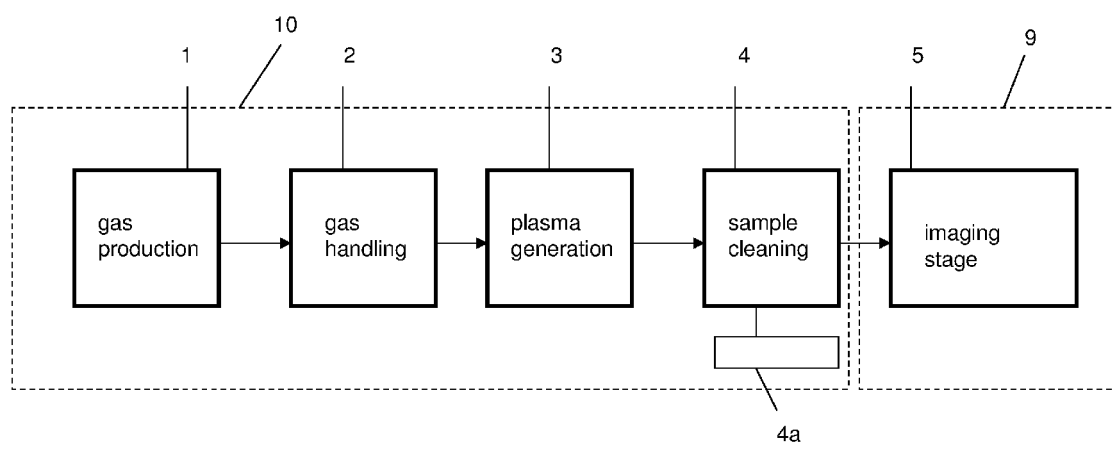 10
9
1
2
3
4
5
gas
production
gas
handling
plasma
generation
sample
cleaning
imaging
stage
4a